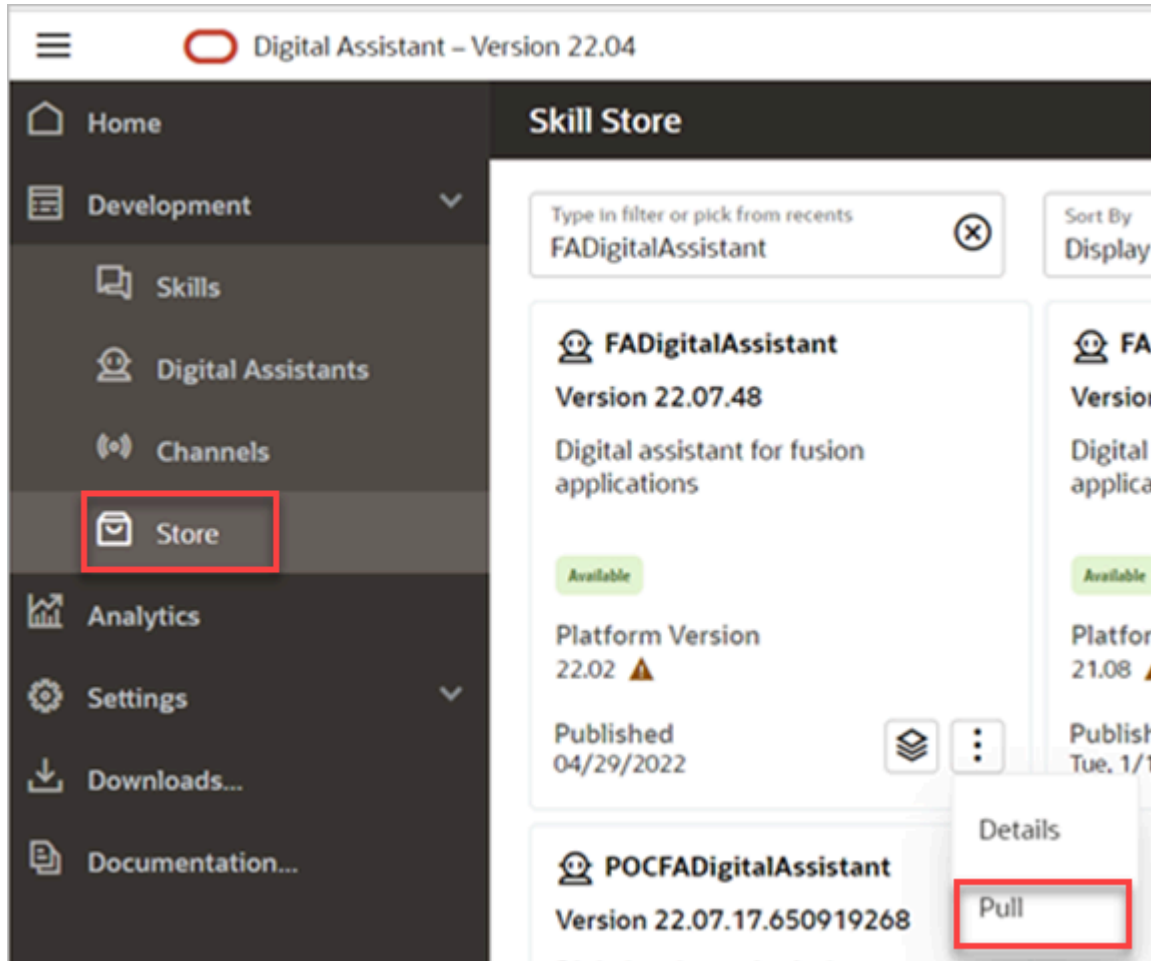 Digital Assistant – Version 22.04
Home
Development
Skills
Digital Assistants
Channels
Store
Analytics
Settings
Downloads...
Documentation...
Skill Store
Type in filter or pick from recents
FADigitalAssistant
Sort By
Display
FADigitalAssistant
Version 22.07.48
Digital assistant for fusion
applications
Available
Platform Version
22.02
Published
04/29/2022
FA
Version
Digital
applica
Available
Platfor
21.08
Publish
Tue, 1/1
Details
Pull
POCFADigitalAssistant
Version 22.07.17.650919268